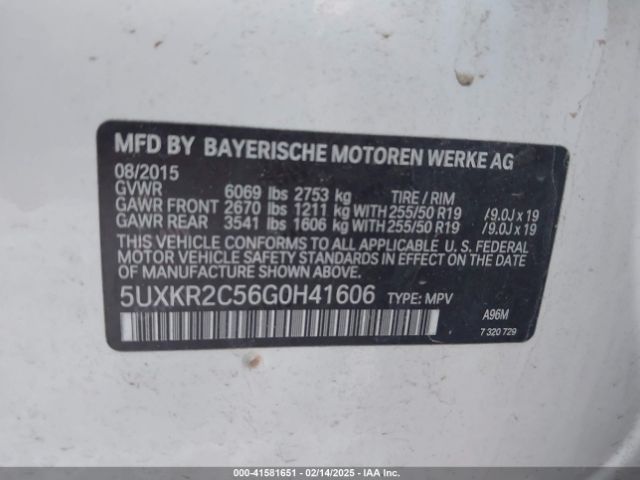 MFD BY BAYERISCHE MOTOREN WERKE AG
08/2015
GVWR 6069 lbs 2753 kg TIRE / RIM
GAWR FRONT 2670 lbs 1211 kg WITH 255/50 R19 /9.0J x 19
GAWR REAR 3541 lbs 1606 kg WITH 255/50 R19 /9.0J x 19
THIS VEHICLE CONFORMS TO ALL APPLICABLE U. S. FEDERAL
MOTOR VEHICLE SAFETY STANDARDS IN EFFECT ON THE DATE OF
MANUFACTURE SHOWN ABOVE.
5UXKR2C56G0H41606 TYPE: MPV
A96M
7 320 729
000-41581651 - 02/14/2025 - IAA Inc.